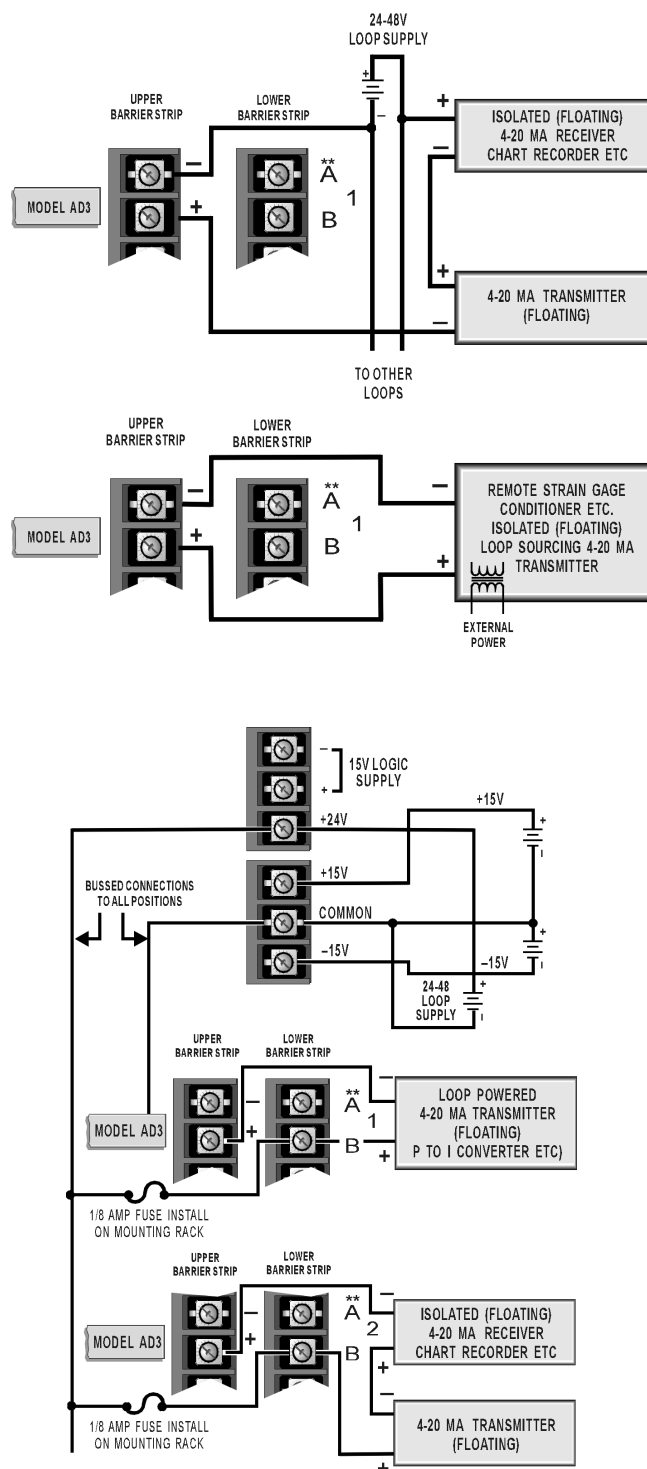 24-48V
LOOP SUPPLY
+
–
UPPER
BARRIER STRIP
LOWER
BARRIER STRIP
MODEL AD3
–
+
**
A
1
B
+
ISOLATED (FLOATING)
4-20 MA RECEIVER
CHART RECORDER ETC
–
+
4-20 MA TRANSMITTER
(FLOATING)
–
TO OTHER
LOOPS
UPPER
BARRIER STRIP
LOWER
BARRIER STRIP
MODEL AD3
–
+
**
A
1
B
–
+
REMOTE STRAIN GAGE
CONDITIONER ETC.
ISOLATED (FLOATING)
LOOP SOURCING 4-20 MA
TRANSMITTER
EXTERNAL
POWER
–
+
15V LOGIC
SUPPLY
+24V
+15V
+
–
BUSSED CONNECTIONS
TO ALL POSITIONS
+15V
COMMON
–15V
–15V
+
–
24-48
LOOP
SUPPLY
+
–
UPPER
BARRIER STRIP
LOWER
BARRIER STRIP
MODEL AD3
–
+
**
A
1
B
–
+
LOOP POWERED
4-20 MA TRANSMITTER
(FLOATING)
P TO I CONVERTER ETC)
1/8 AMP FUSE INSTALL
ON MOUNTING RACK
UPPER
BARRIER STRIP
LOWER
BARRIER STRIP
MODEL AD3
–
+
**
A
2
B
–
ISOLATED (FLOATING)
4-20 MA RECEIVER
CHART RECORDER ETC
+
–
4-20 MA TRANSMITTER
(FLOATING)
+
1/8 AMP FUSE INSTALL
ON MOUNTING RACK